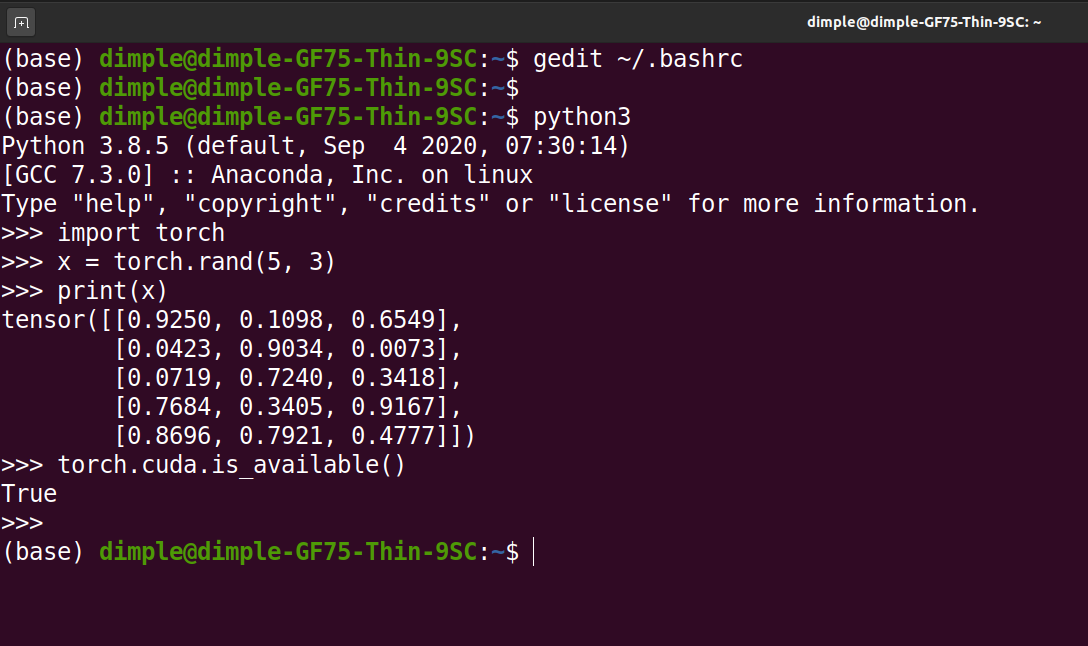 dimple@dimple-GF75-Thin-9SC: ~
(base) dimple@dimple-GF75-Thin-9SC:~$ gedit ~/.bashrc
(base) dimple@dimple-GF75-Thin-9SC:~$
(base) dimple@dimple-GF75-Thin-9SC:~$ python3
Python 3.8.5 (default, Sep  4 2020, 07:30:14)
[GCC 7.3.0] :: Anaconda, Inc. on linux
Type "help", "copyright", "credits" or "license" for more information.
>>> import torch
>>> x = torch.rand(5, 3)
>>> print(x)
tensor([[0.9250, 0.1098, 0.6549],
        [0.0423, 0.9034, 0.0073],
        [0.0719, 0.7240, 0.3418],
        [0.7684, 0.3405, 0.9167],
        [0.8696, 0.7921, 0.4777]])
>>> torch.cuda.is_available()
True
>>>
(base) dimple@dimple-GF75-Thin-9SC:~$